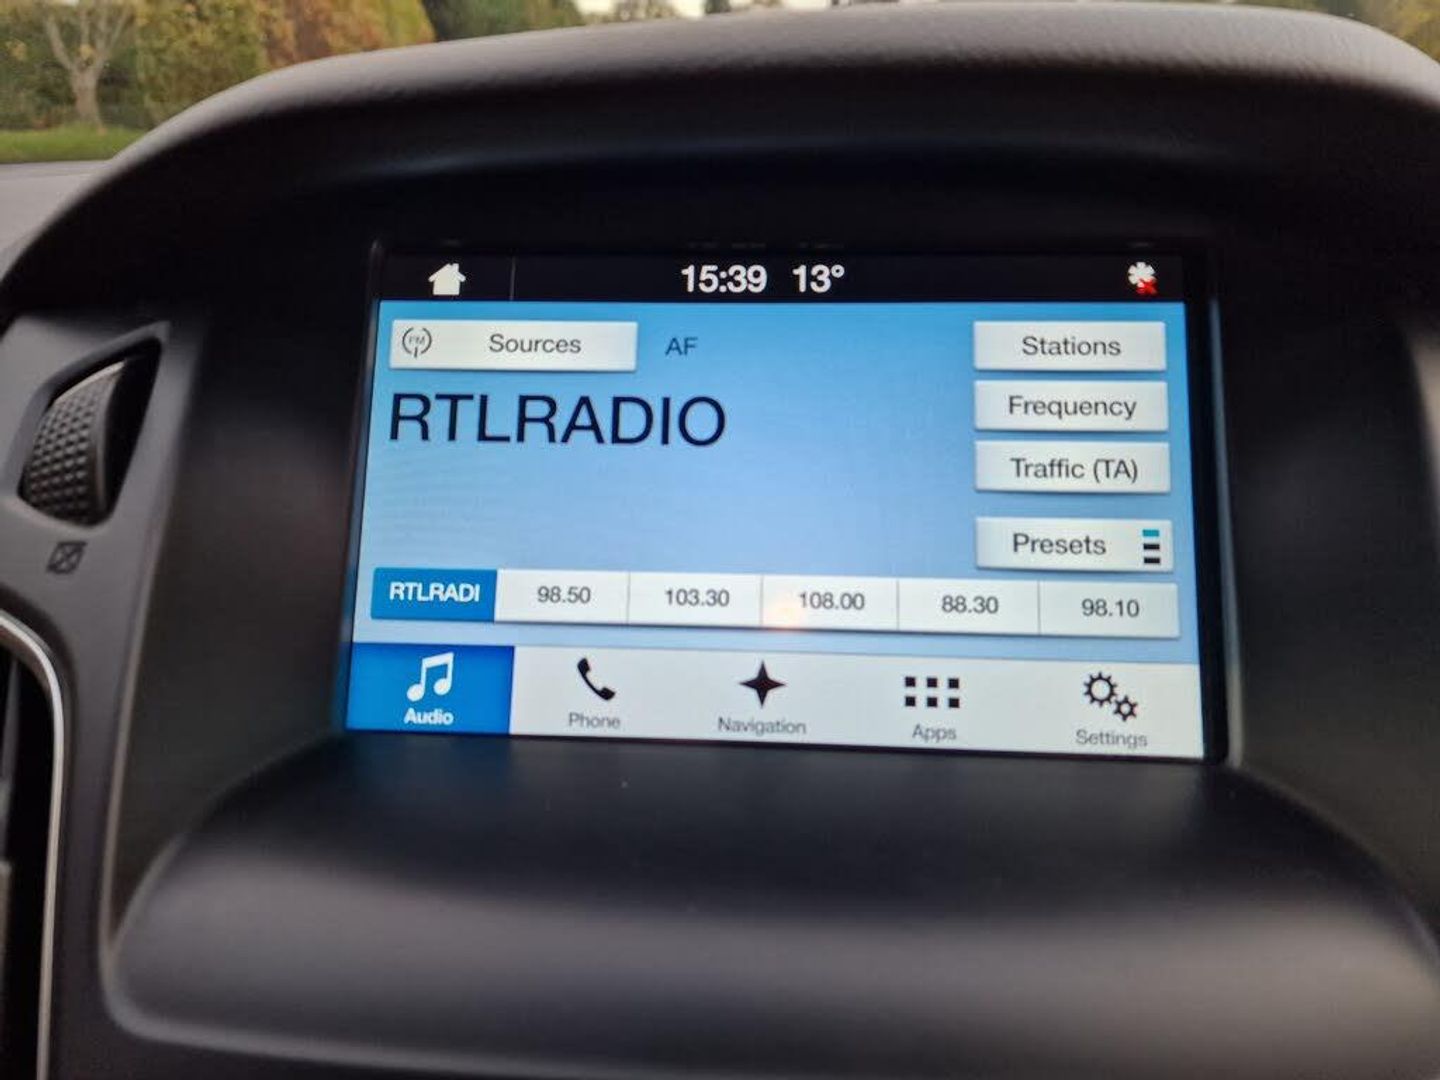 15:39 13°
FM Sources AF Stations
RTLRADIO
Frequency
Traffic (TA)
Presets
RTLRADI 98.50 103.30 108.00 88.30 98.10
Audio Phone Navigation Apps Settings